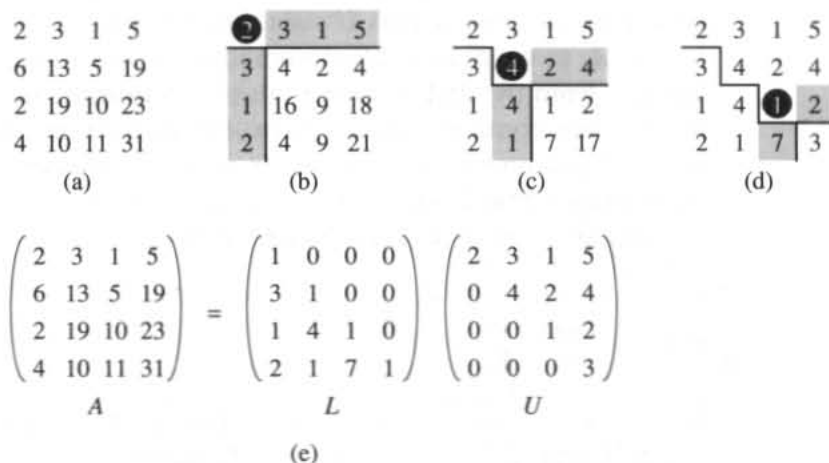 2 3 1 5
6 13 5 19
2 19 10 23
4 10 11 31
(a)
2 3 1 5
3 4 2 4
1 16 9 18
2 4 9 21
(b)
2 3 1 5
3 4 2 4
1 4 1 2
2 1 7 17
(c)
2 3 1 5
3 4 2 4
1 4 1 2
2 1 7 3
(d)
( 2 3 1 5 ) ( 1 0 0 0 ) ( 2 3 1 5 )
( 6 13 5 19 ) ( 3 1 0 0 ) ( 0 4 2 4 )
=
( 2 19 10 23 ) ( 1 4 1 0 ) ( 0 0 1 2 )
( 4 10 11 31 ) ( 2 1 7 1 ) ( 0 0 0 3 )
A L U
(e)